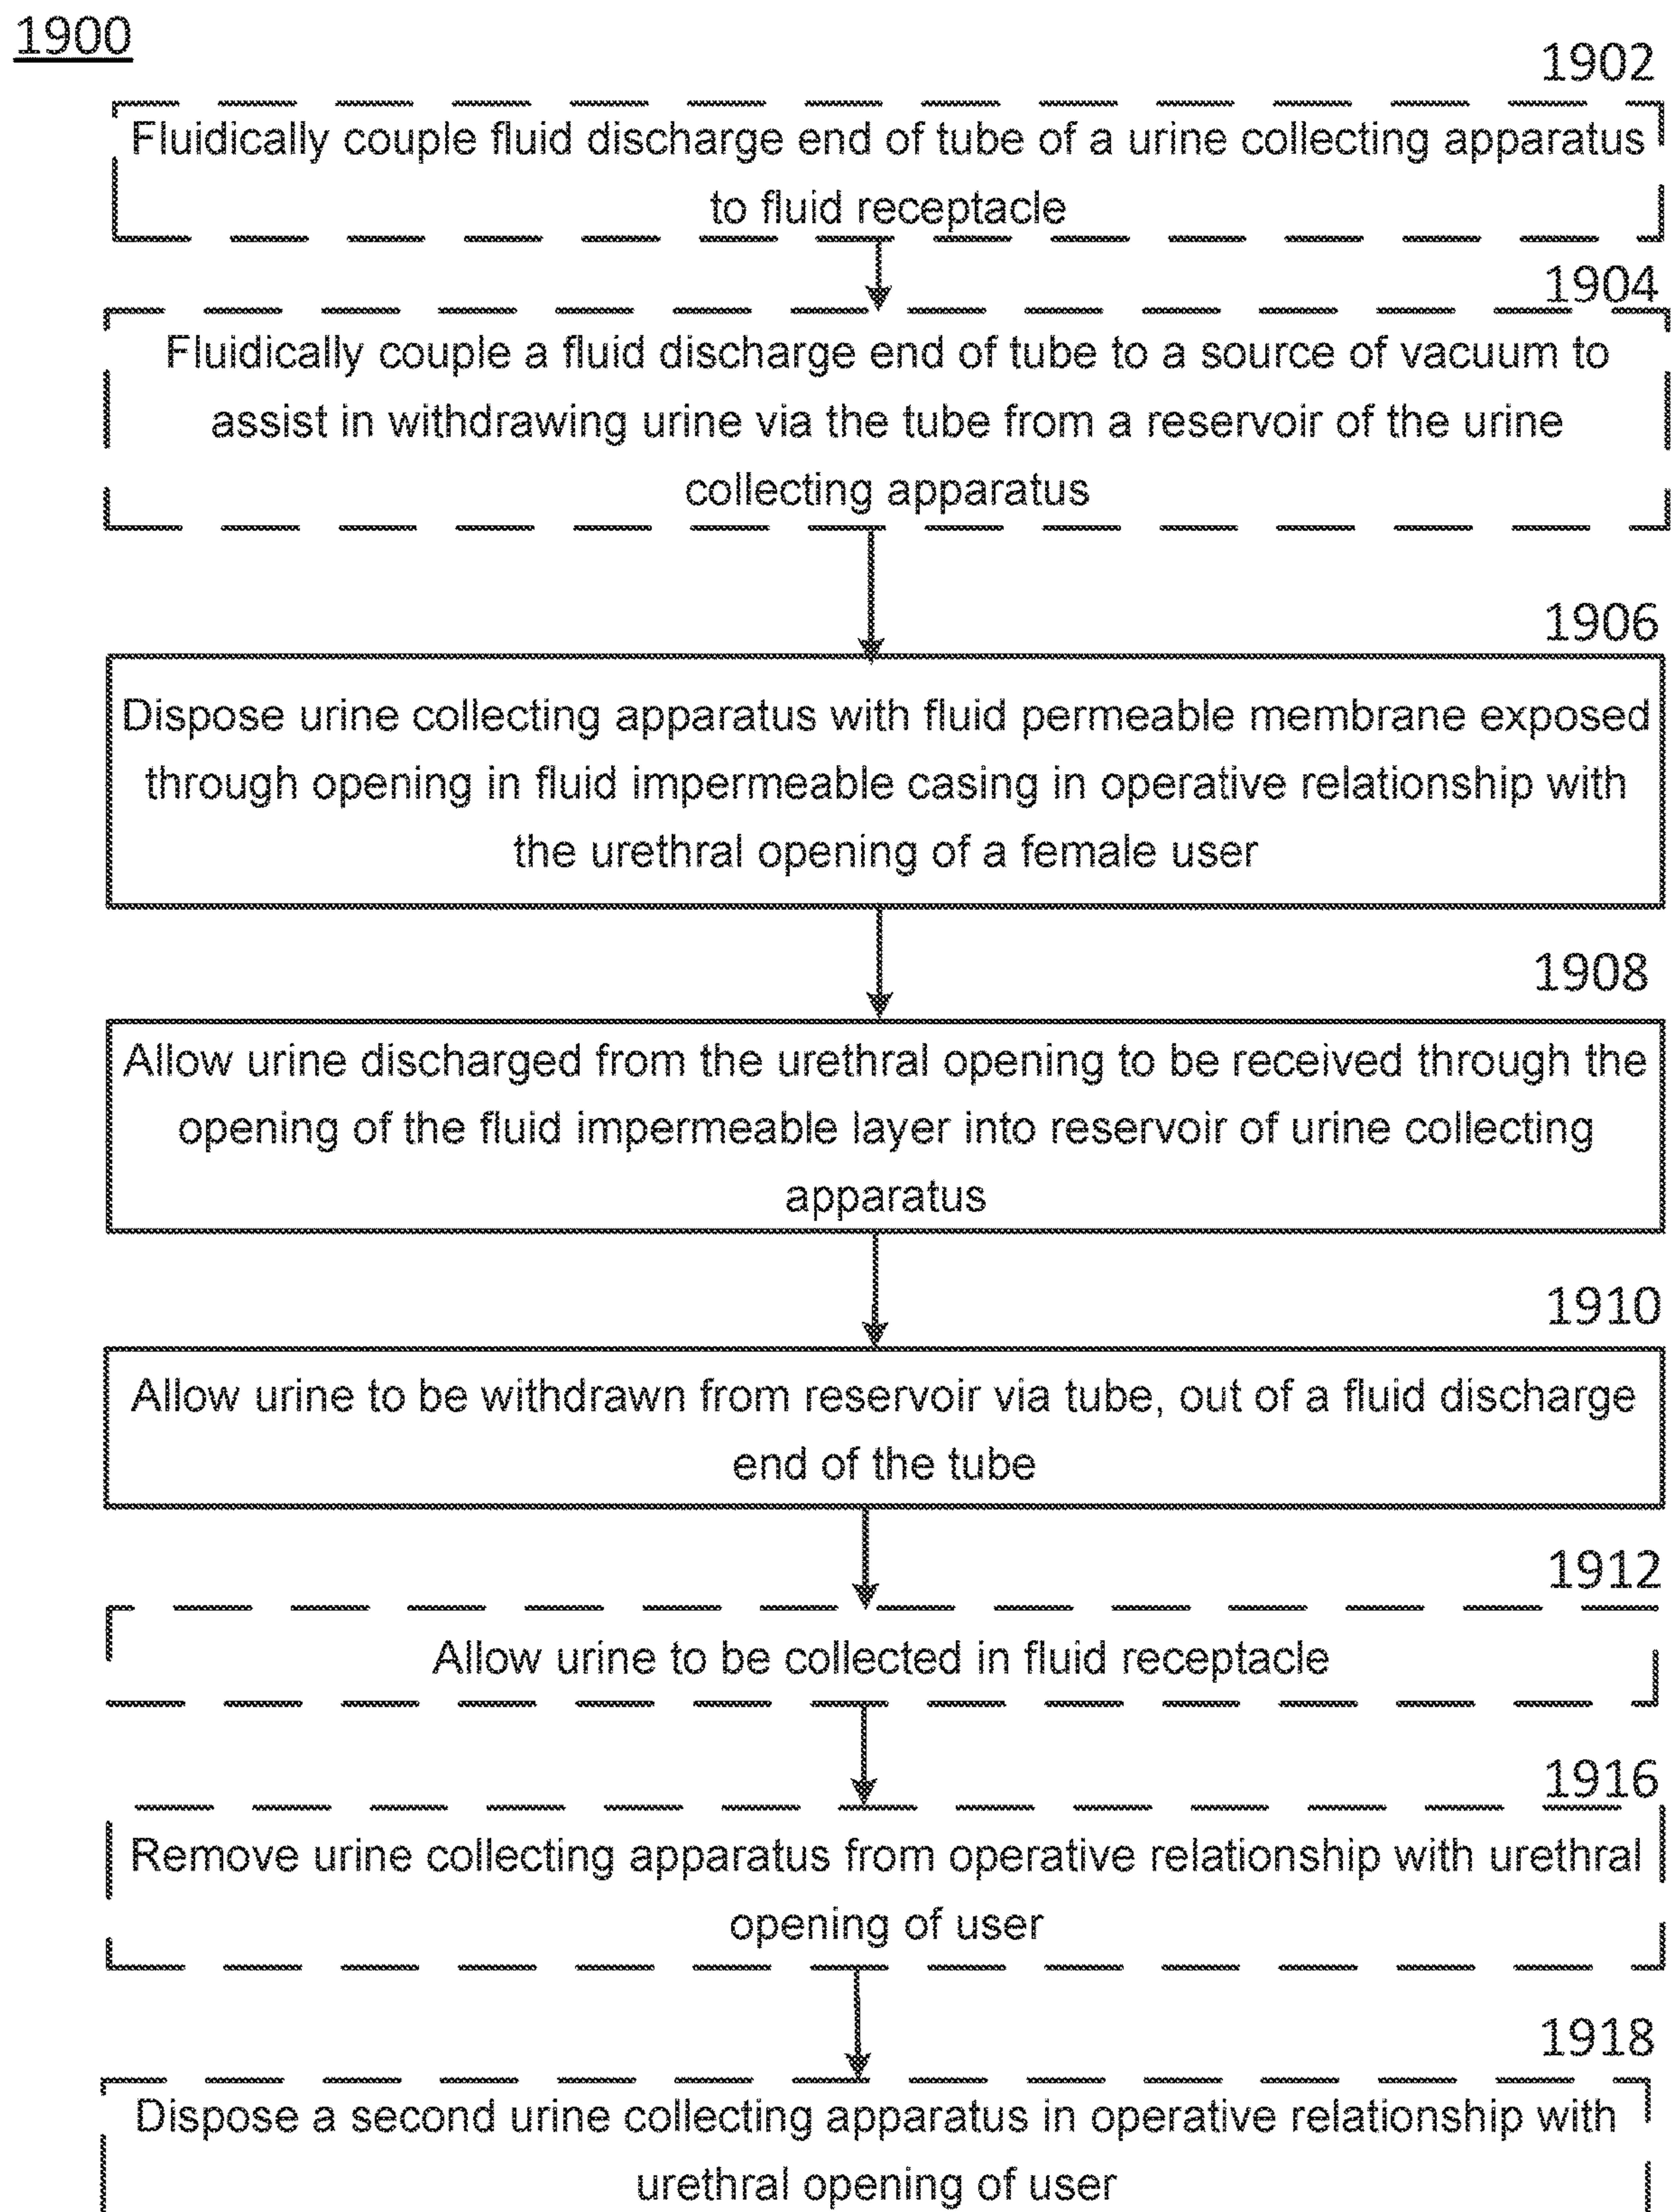 1900
1902
Fluidically couple fluid discharge end of tube of a urine collecting apparatus
to fluid receptacle
1904
Fluidically couple a fluid discharge end of tube to a source of vacuum to
assist in withdrawing urine via the tube from a reservoir of the urine
collecting apparatus
1906
Dispose urine collecting apparatus with fluid permeable membrane exposed
through opening in fluid impermeable casing in operative relationship with
the urethral opening of a female user
1908
Allow urine discharged from the urethral opening to be received through the
opening of the fluid impermeable layer into reservoir of urine collecting
apparatus
1910
Allow urine to be withdrawn from reservoir via tube, out of a fluid discharge
end of the tube
1912
Allow urine to be collected in fluid receptacle
1916
Remove urine collecting apparatus from operative relationship with urethral
opening of user
1918
Dispose a second urine collecting apparatus in operative relationship with
urethral opening of user